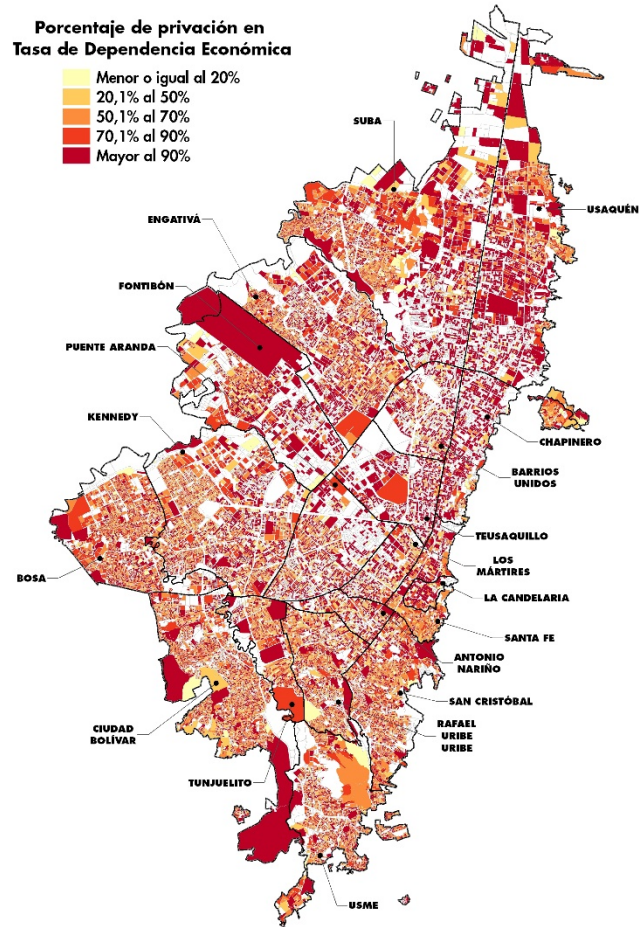 Porcentaje de privación en
Tasa de Dependencia Económica
Menor o igual al 20%
20,1% al 50%
50,1% al 70%
70,1% al 90%
Mayor al 90%
SUBA
USAQUÉN
ENGATIVÁ
FONTIBÓN
PUENTE ARANDA
KENNEDY
CHAPINERO
BARRIOS
UNIDOS
TEUSAQUILLO
LOS
MÁRTIRES
BOSA
LA CANDELARIA
SANTA FE
ANTONIO
NARIÑO
SAN CRISTÓBAL
CIUDAD
BOLÍVAR
RAFAEL
URIBE
URIBE
TUNJUELITO
USME